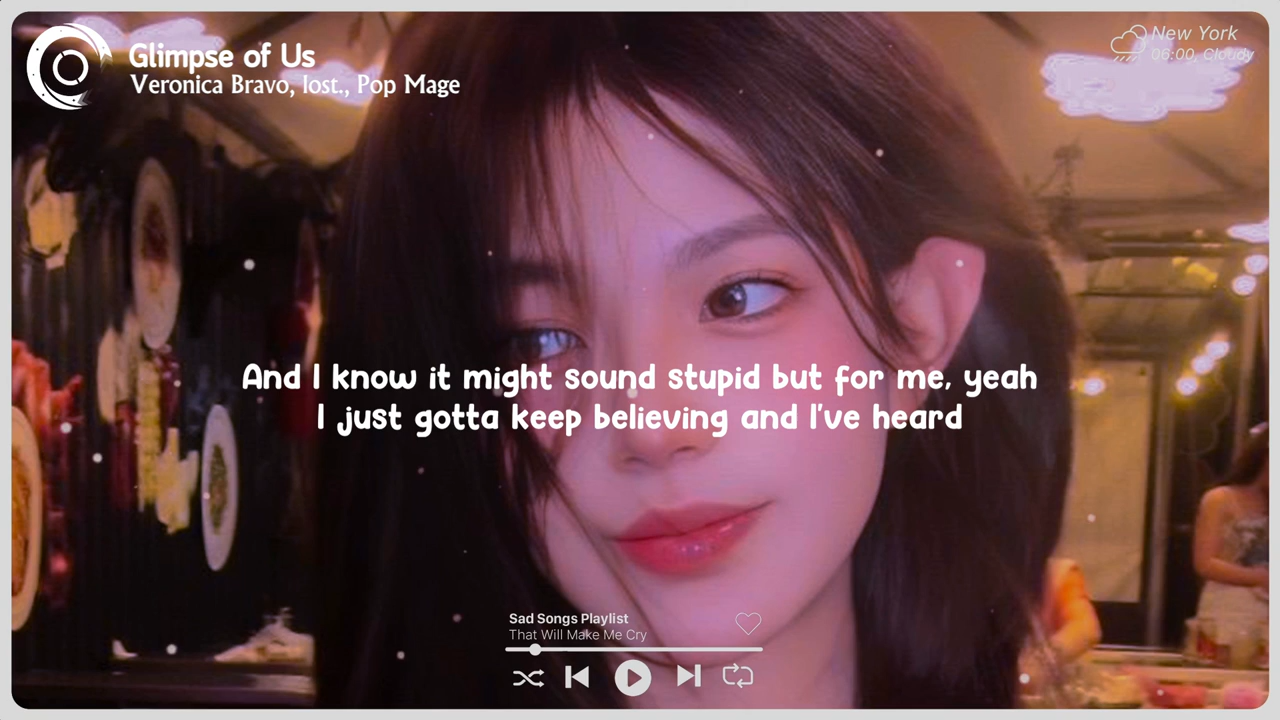 Glimpse of Us
Veronica Bravo, lost., Pop Mage
New York
06:00, Cloudy
And I know it might sound stupid but for me, yeah
I just gotta keep believing and I've heard
Sad Songs Playlist
That Will Make Me Cry